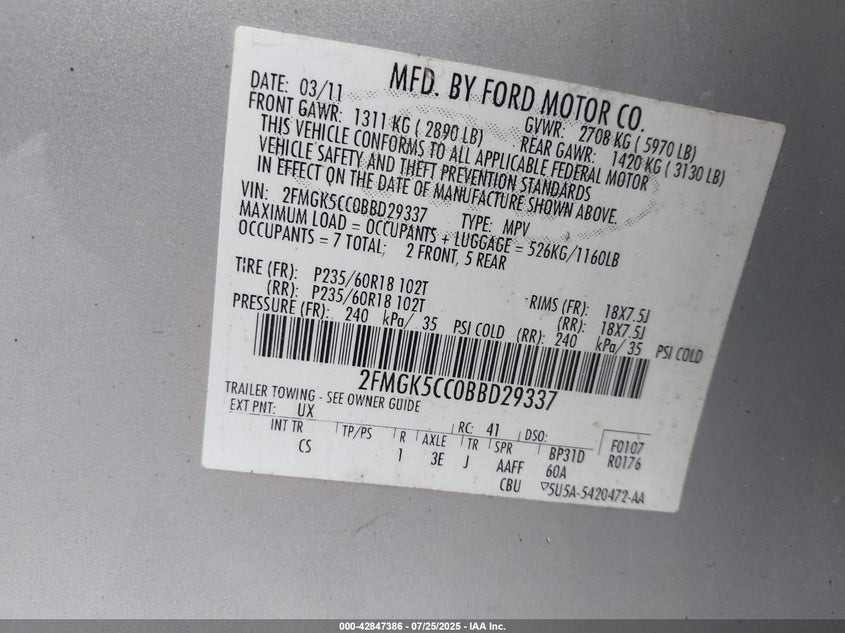 MFD. BY FORD MOTOR CO.
DATE: 03/11 GVWR: 2708 KG ( 5970 LB)
FRONT GAWR: 1311 KG ( 2890 LB) REAR GAWR: 1420 KG ( 3130 LB)
THIS VEHICLE CONFORMS TO ALL APPLICABLE FEDERAL MOTOR
VEHICLE SAFETY AND THEFT PREVENTION STANDARDS
IN EFFECT ON THE DATE OF MANUFACTURE SHOWN ABOVE.
VIN: 2FMGK5CC0BBD29337 TYPE: MPV
MAXIMUM LOAD = OCCUPANTS + LUGGAGE = 526KG/1160LB
OCCUPANTS = 7 TOTAL; 2 FRONT, 5 REAR
TIRE (FR): P235/60R18 102T RIMS (FR): 18X7.5J
(RR): P235/60R18 102T (RR): 18X7.5J
PRESSURE (FR): 240 kPa/ 35 PSI COLD (RR): 240 kPa/ 35 PSI COLD
2FMGK5CC0BBD29337
TRAILER TOWING - SEE OWNER GUIDE
EXT PNT: UX RC: 41 DSO: F0107
INT TR TP/PS R AXLE TR SPR BP31D R0176
CS 1 3E J AAFF 60A
CBU ▽5U5A-5420472-AA
000-42847386 - 07/25/2025 - IAA Inc.